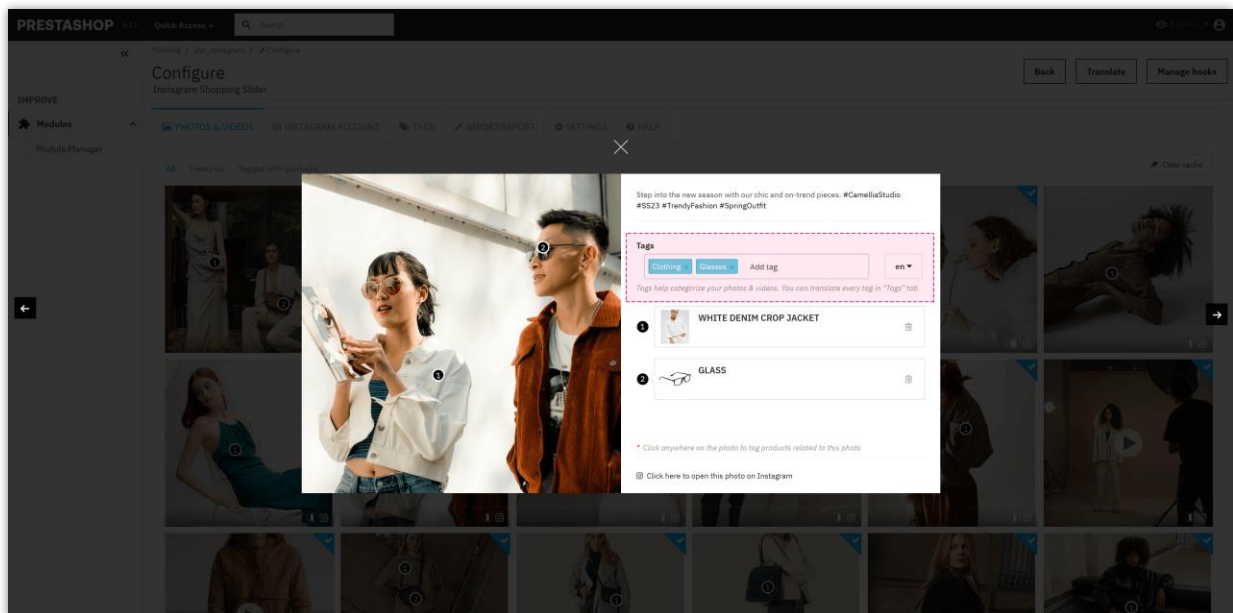 PRESTASHOP 8.1.2 Quick Access Search
Modules / ybc_instagram / Configure
Configure
Instagram Shopping Slider
Back Translate Manage hooks
IMPROVE
Modules
Module Manager
PHOTOS & VIDEOS INSTAGRAM ACCOUNT TAGS IMPORT/EXPORT SETTINGS HELP
All Featured Tagged with products
Clear cache
Step into the new season with our chic and on-trend pieces. #CamelliaStudio
#SS23 #TrendyFashion #SpringOutfit
Tags
Clothing Glasses Add tag en
Tags help categorize your photos & videos. You can translate every tag in "Tags" tab
1 WHITE DENIM CROP JACKET
2 GLASS
* Click anywhere on the photo to tag products related to this photo
Click here to open this photo on Instagram